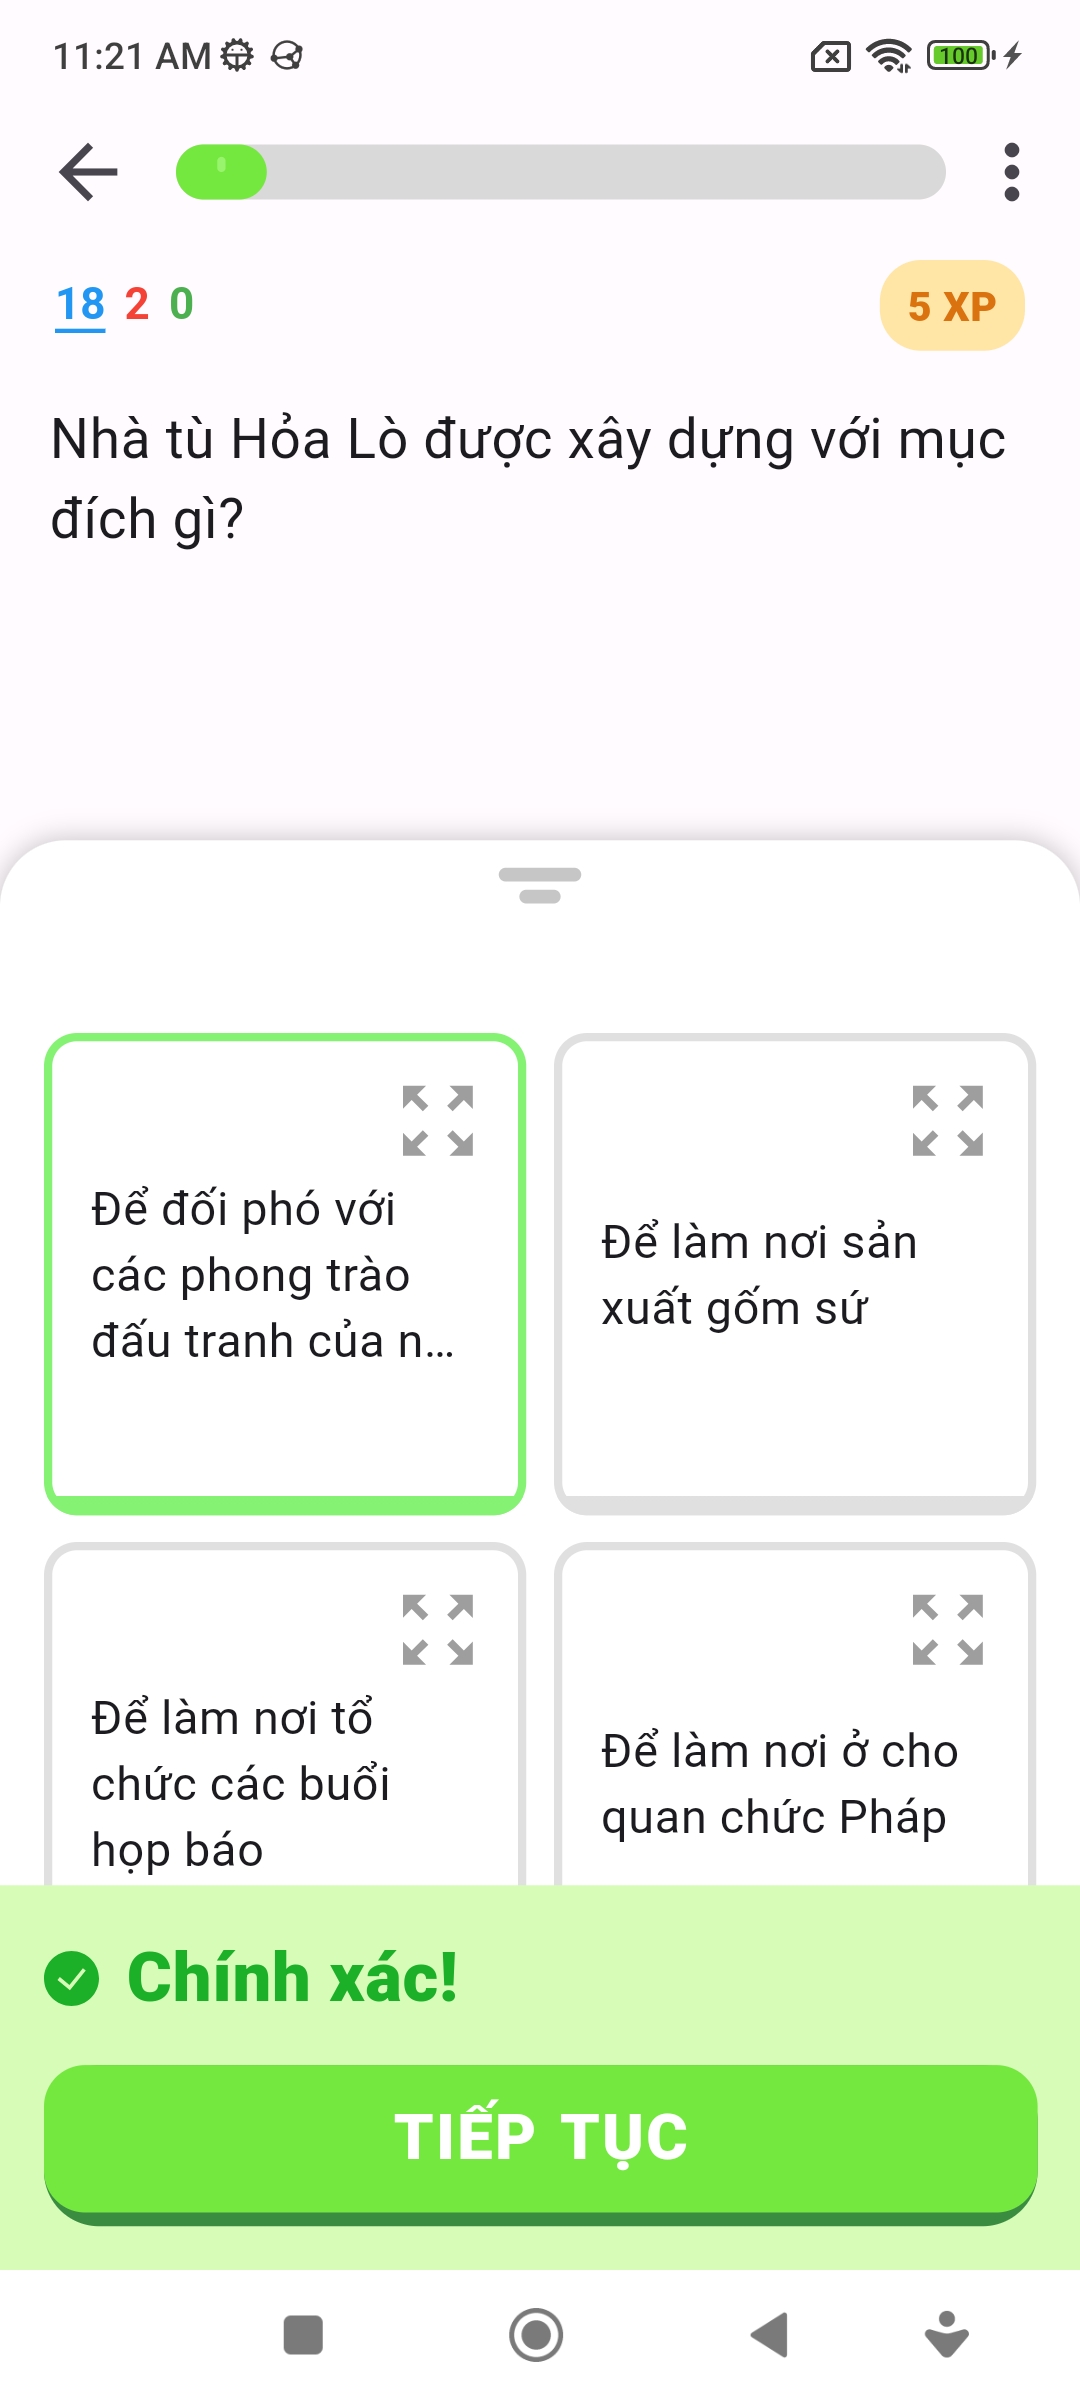 11:21 AM
100
18 2 0
5 XP
Nhà tù Hỏa Lò được xây dựng với mục
đích gì?
Để đối phó với
các phong trào
đấu tranh của n...
Để làm nơi sản
xuất gốm sứ
Để làm nơi tổ
chức các buổi
họp báo
Để làm nơi ở cho
quan chức Pháp
Chính xác!
TIẾP TỤC